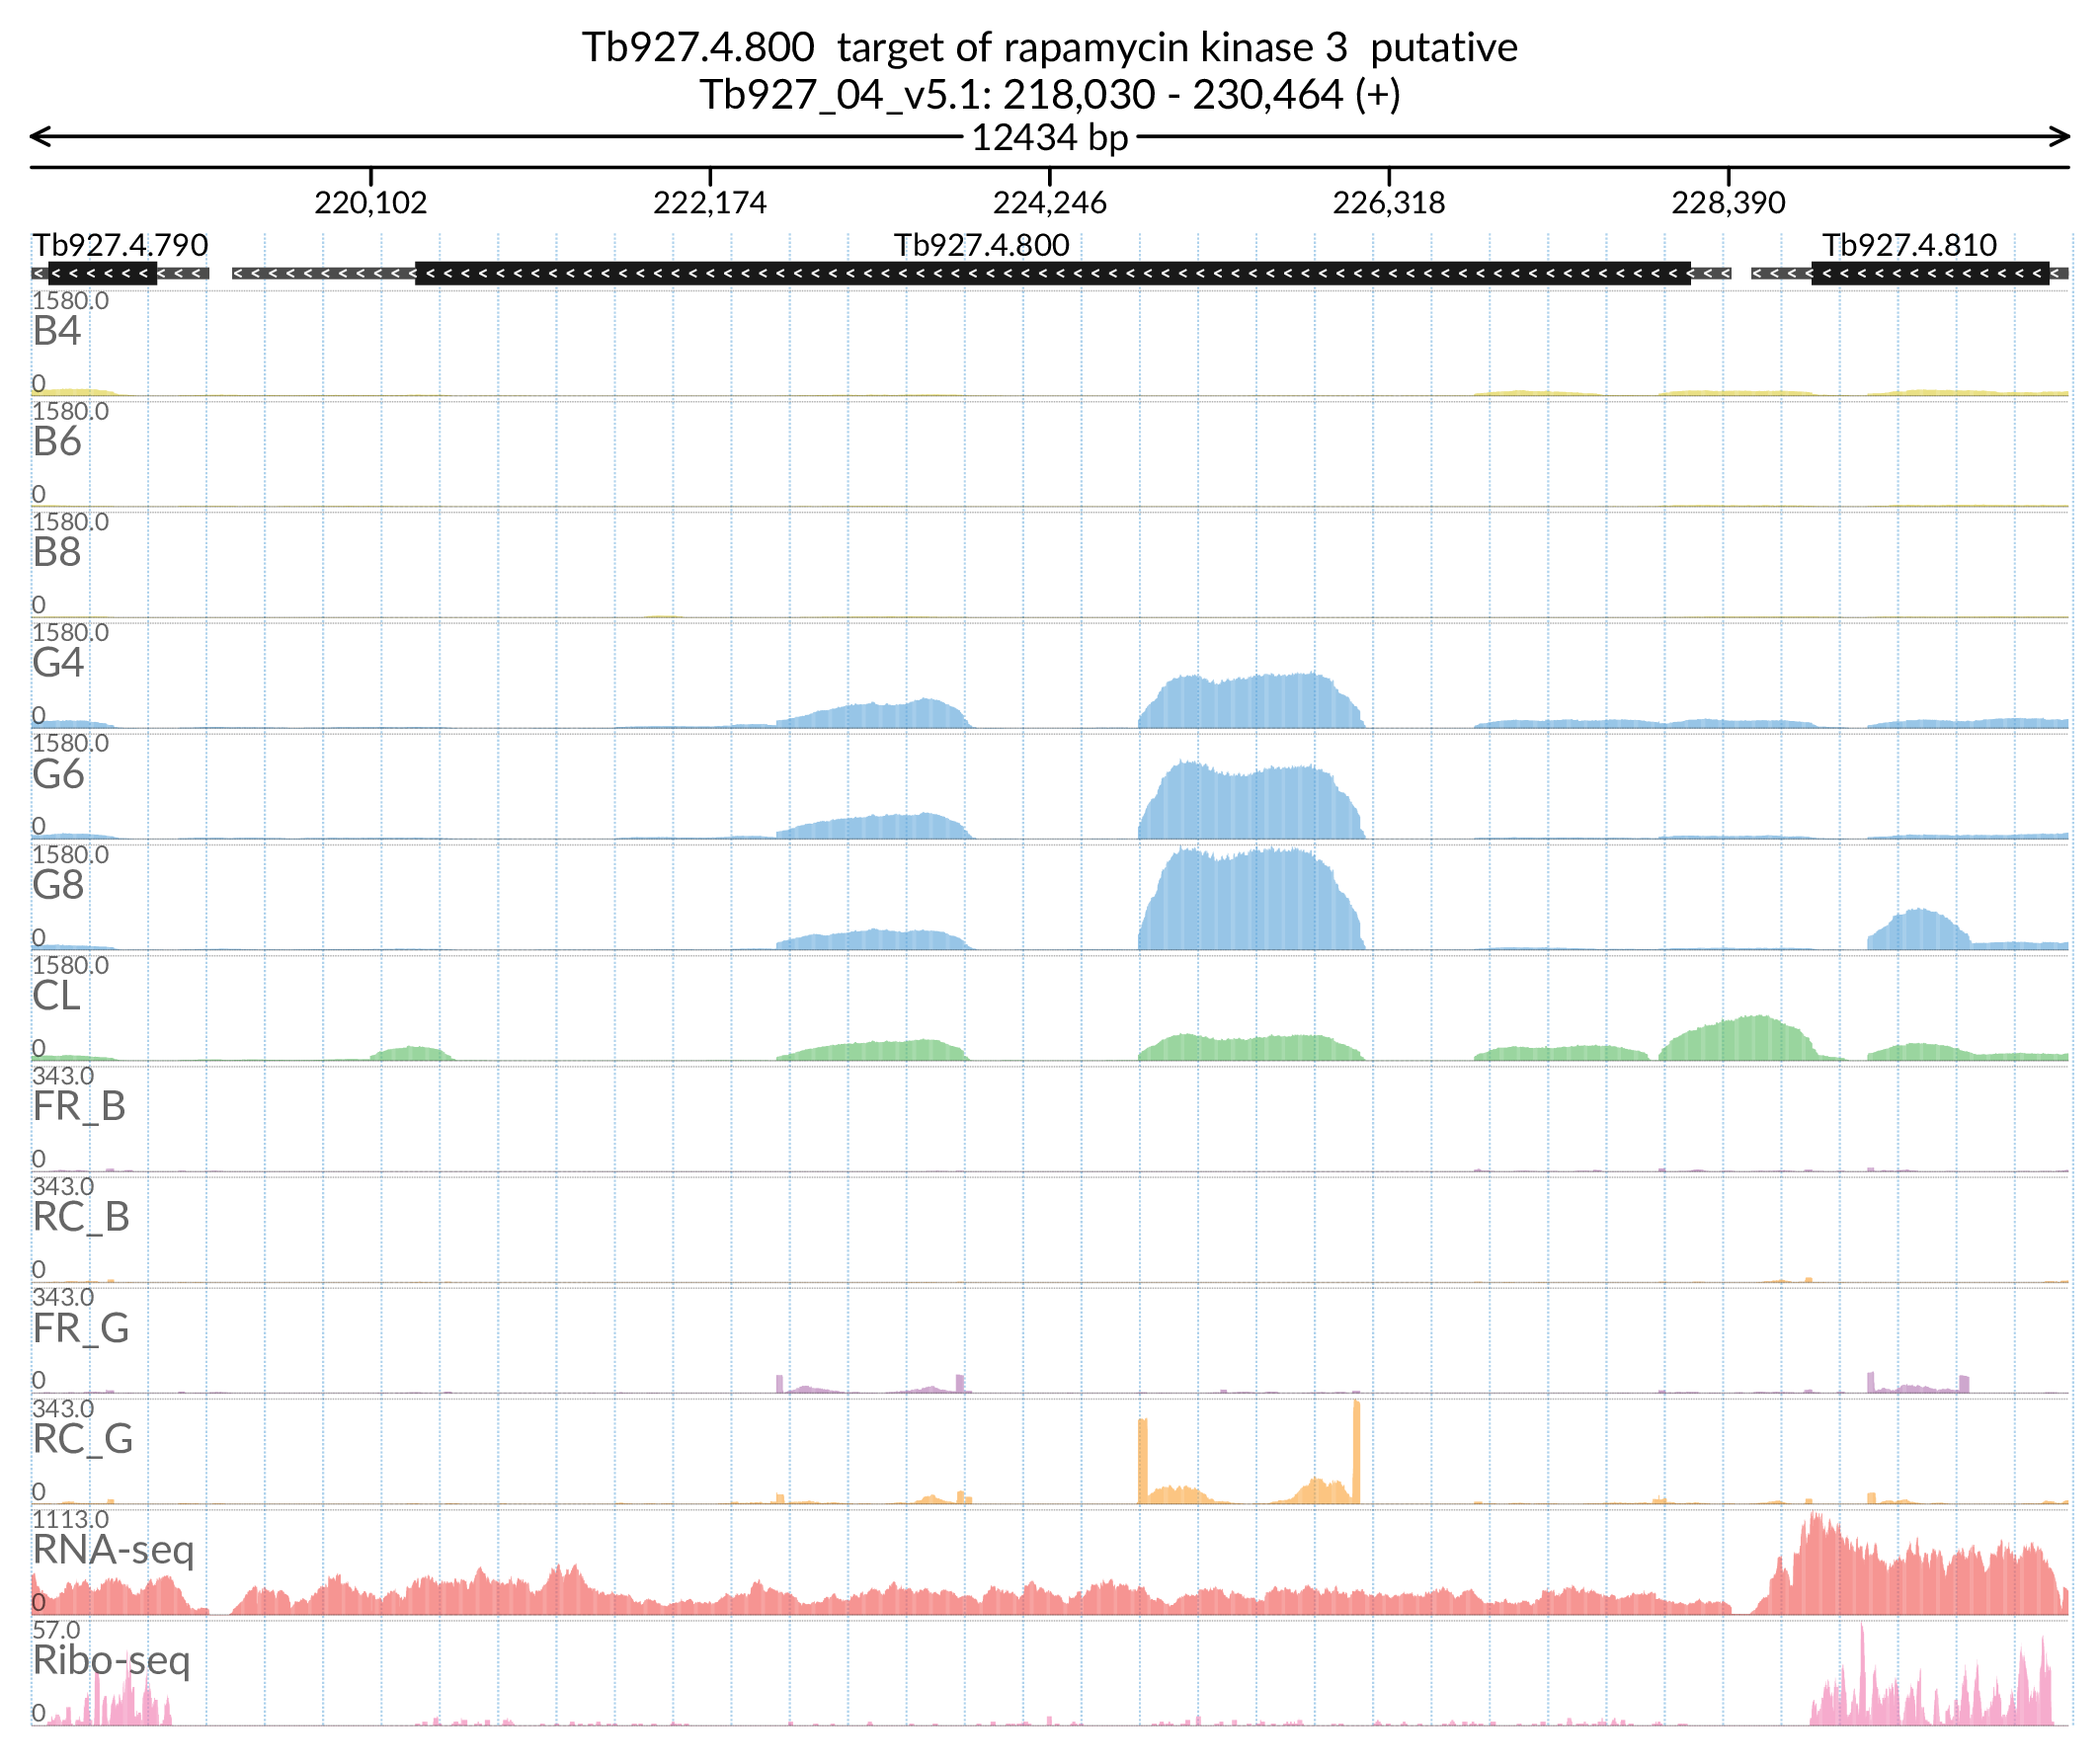 Tb927.4.800  target of rapamycin kinase 3  putative
Tb927_04_v5.1: 218,030 - 230,464 (+)
12434 bp
220,102 222,174 224,246 226,318 228,390
Tb927.4.790 Tb927.4.800 Tb927.4.810
1580.0
B4
0
1580.0
B6
0
1580.0
B8
0
1580.0
G4
0
1580.0
G6
0
1580.0
G8
0
1580.0
CL
0
343.0
FR_B
0
343.0
RC_B
0
343.0
FR_G
0
343.0
RC_G
0
1113.0
RNA-seq
0
57.0
Ribo-seq
0